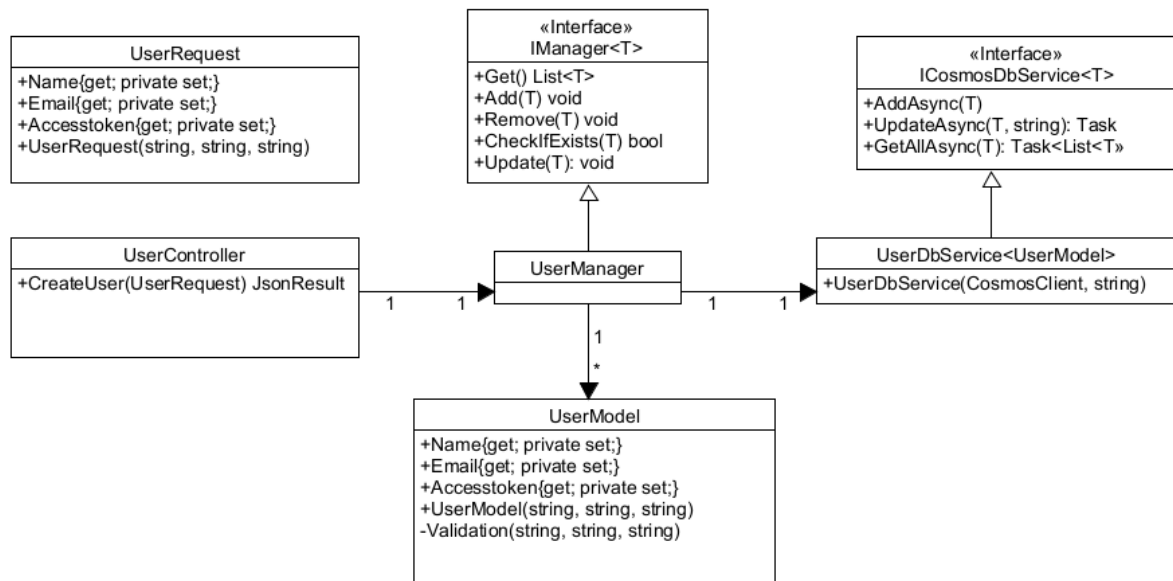 UserRequest
+Name{get; private set;}
+Email{get; private set;}
+Accesstoken{get; private set;}
+UserRequest(string, string, string)
«Interface»
IManager<T>
+Get() List<T>
+Add(T) void
+Remove(T) void
+CheckIfExists(T) bool
+Update(T): void
«Interface»
ICosmosDbService<T>
+AddAsync(T)
+UpdateAsync(T, string): Task
+GetAllAsync(T): Task<List<T»
UserController
+CreateUser(UserRequest) JsonResult
1
1
UserManager
1
1
UserDbService<UserModel>
+UserDbService(CosmosClient, string)
1
*
UserModel
+Name{get; private set;}
+Email{get; private set;}
+Accesstoken{get; private set;}
+UserModel(string, string, string)
-Validation(string, string, string)